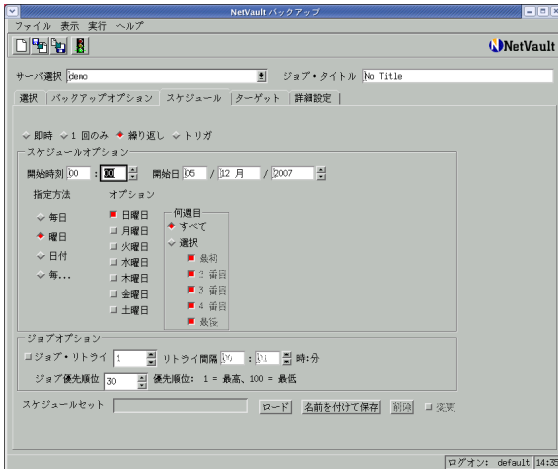 NetVault バックアップ
ファイル 表示 実行 ヘルプ
NetVault
サーバ選択 demo ジョブ・タイトル No Title
選択 バックアップオプション スケジュール ターゲット 詳細設定
即時 1 回のみ 繰り返し トリガ
スケジュールオプション
開始時刻 00 : 00 開始日 05 / 12 月 / 2007
指定方法 オプション
毎日
曜日
日付
毎...
日曜日
月曜日
火曜日
水曜日
木曜日
金曜日
土曜日
何週目
すべて
選択
最初
2 番目
3 番目
4 番目
最後
ジョブオプション
ジョブ・リトライ 1 リトライ間隔 00 : 01 時:分
ジョブ優先順位 30 優先順位: 1 = 最高、100 = 最低
スケジュールセット ロード 名前を付けて保存 削除 変更
ログオン: default 14:35